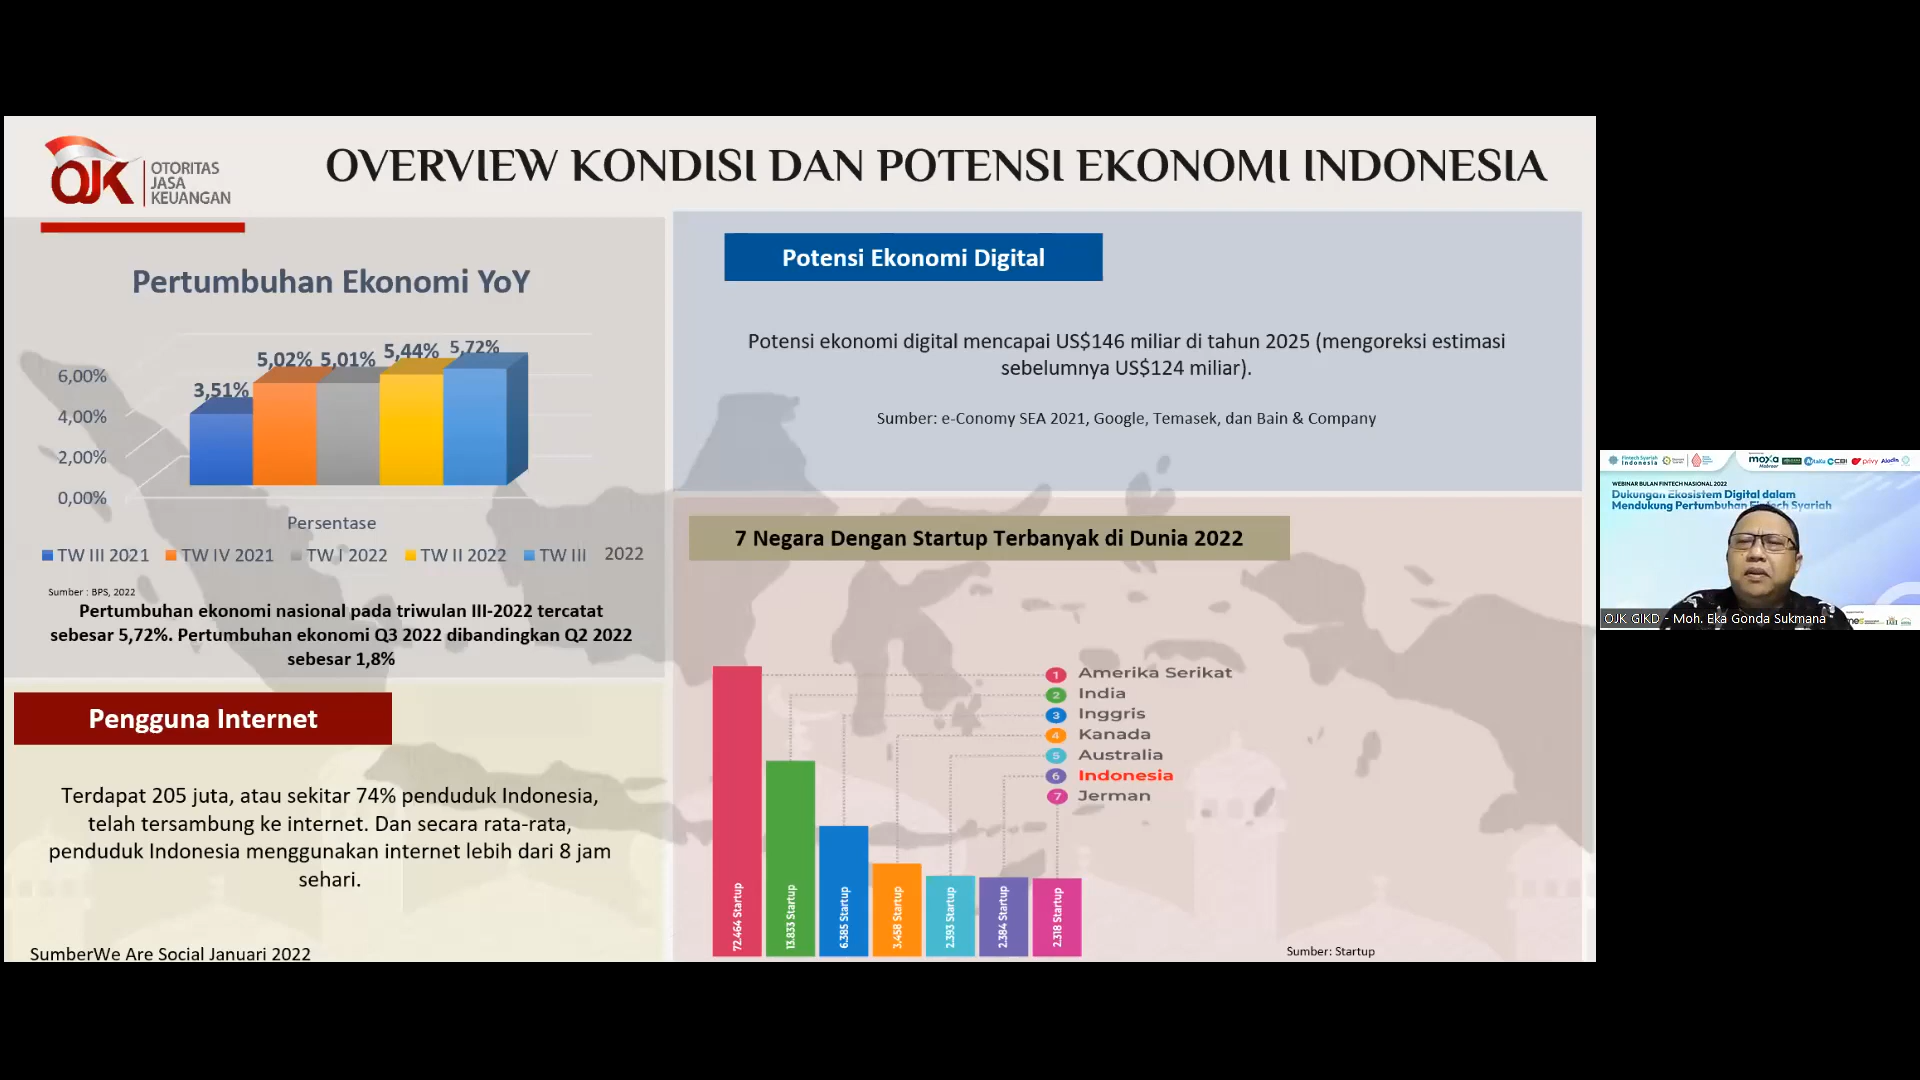 OJK
OTORITAS
JASA
KEUANGAN
OVERVIEW KONDISI DAN POTENSI EKONOMI INDONESIA
Pertumbuhan Ekonomi YoY
6,00%
4,00%
2,00%
0,00%
3,51%
5,02%
5,01%
5,44%
5,72%
Persentase
TW III 2021
TW IV 2021
TW I 2022
TW II 2022
TW III 2022
Sumber : BPS, 2022
Pertumbuhan ekonomi nasional pada triwulan III-2022 tercatat
sebesar 5,72%. Pertumbuhan ekonomi Q3 2022 dibandingkan Q2 2022
sebesar 1,8%
Pengguna Internet
Terdapat 205 juta, atau sekitar 74% penduduk Indonesia,
telah tersambung ke internet. Dan secara rata-rata,
penduduk Indonesia menggunakan internet lebih dari 8 jam
sehari.
SumberWe Are Social Januari 2022
Potensi Ekonomi Digital
Potensi ekonomi digital mencapai US$146 miliar di tahun 2025 (mengoreksi estimasi
sebelumnya US$124 miliar).
Sumber: e-Conomy SEA 2021, Google, Temasek, dan Bain & Company
7 Negara Dengan Startup Terbanyak di Dunia 2022
1 Amerika Serikat
2 India
3 Inggris
4 Kanada
5 Australia
6 Indonesia
7 Jerman
72.464 Startup
13.833 Startup
6.385 Startup
3.458 Startup
2.393 Startup
2.384 Startup
2.318 Startup
Sumber: Startup
Fintech Syariah
Indonesia
moxa
CBI
privy
Aladin
WEBINAR BULAN FINTECH NASIONAL 2022
Dukungan Ekosistem Digital dalam
Mendukung Pertumbuhan Fintech Syariah
OJK GIKD - Moh. Eka Gonda Sukmana